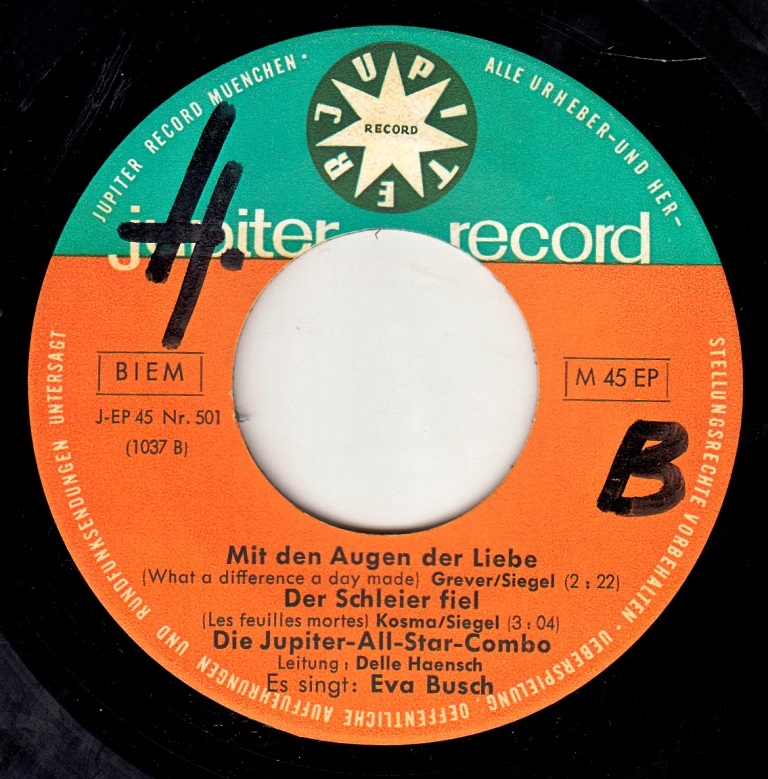 JUPITER
RECORD
JUPITER RECORD MUENCHEN • ALLE URHEBER-UND HER-
STELLUNGSRECHTE VORBEHALTEN • UEBERSPIELUNG, OEFFENTLICHE AUFFUEHRUNGEN UND RUNDFUNKSENDUNGEN UNTERSAGT
jupiter record
H.
BIEM
M 45 EP
J-EP 45 Nr. 501
(1037 B)
B
Mit den Augen der Liebe
(What a difference a day made) Grever/Siegel (2 : 22)
Der Schleier fiel
(Les feuilles mortes) Kosma/Siegel (3 : 04)
Die Jupiter-All-Star-Combo
Leitung : Delle Haensch
Es singt: Eva Busch